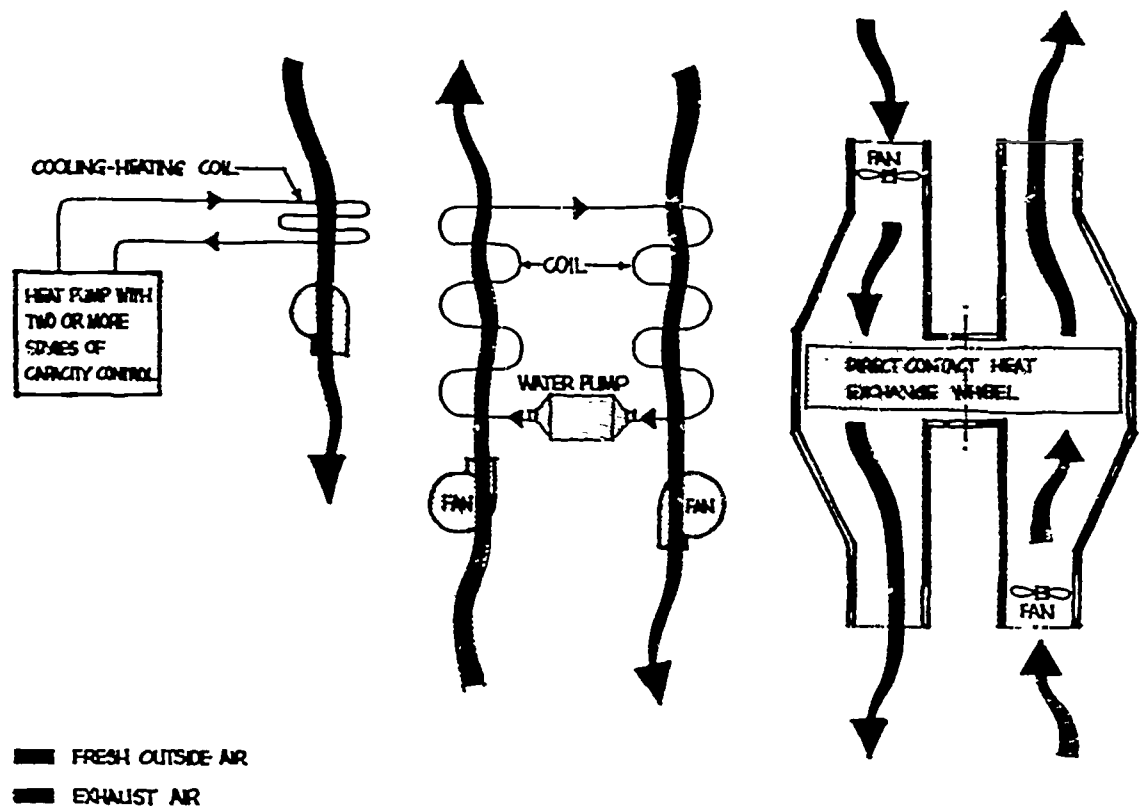 COOLING-HEATING COIL
HEAT PUMP WITH
TWO OR MORE
OF
CAPACITY CONTROL
COIL
WATER PUMP
FAN
FAN
FAN
DIRECT CONTACT HEAT
EXCHANGE WHEEL
FAN
FRESH OUTSIDE AIR
EXHAUST AIR